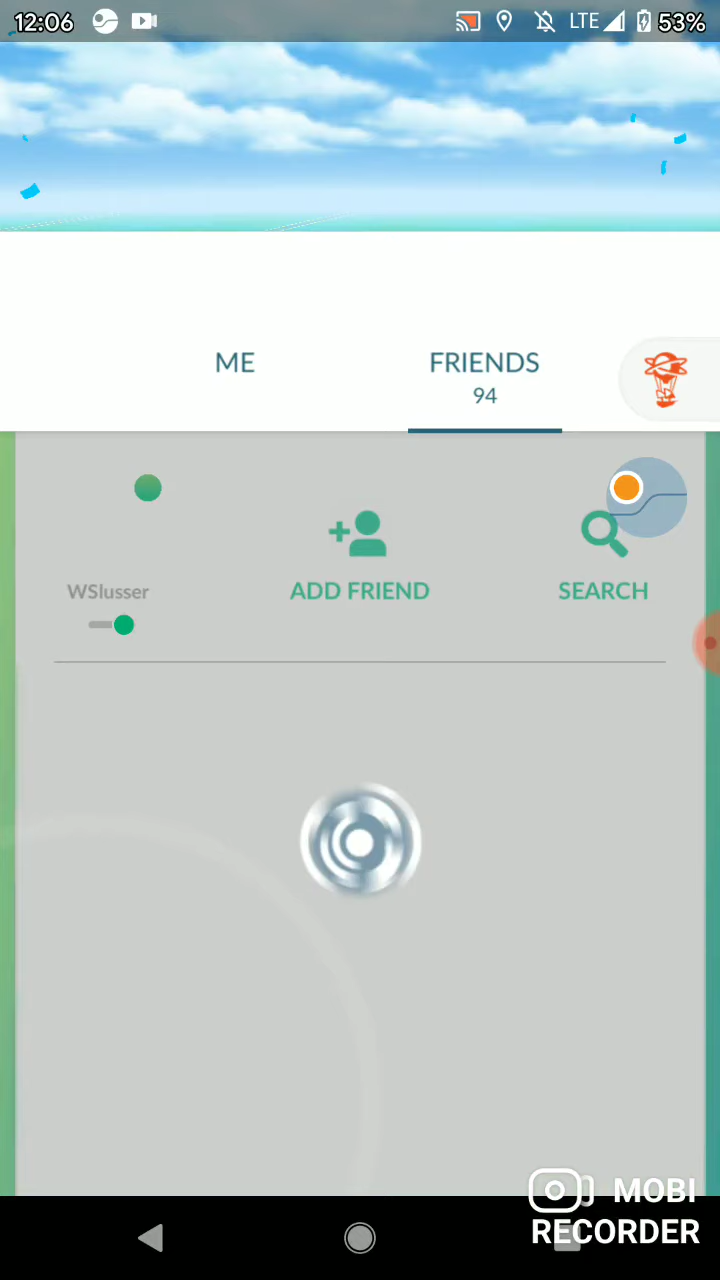 12:06
LTE
53%
ME
FRIENDS
94
WSlusser
ADD FRIEND
SEARCH
MOBI
RECORDER